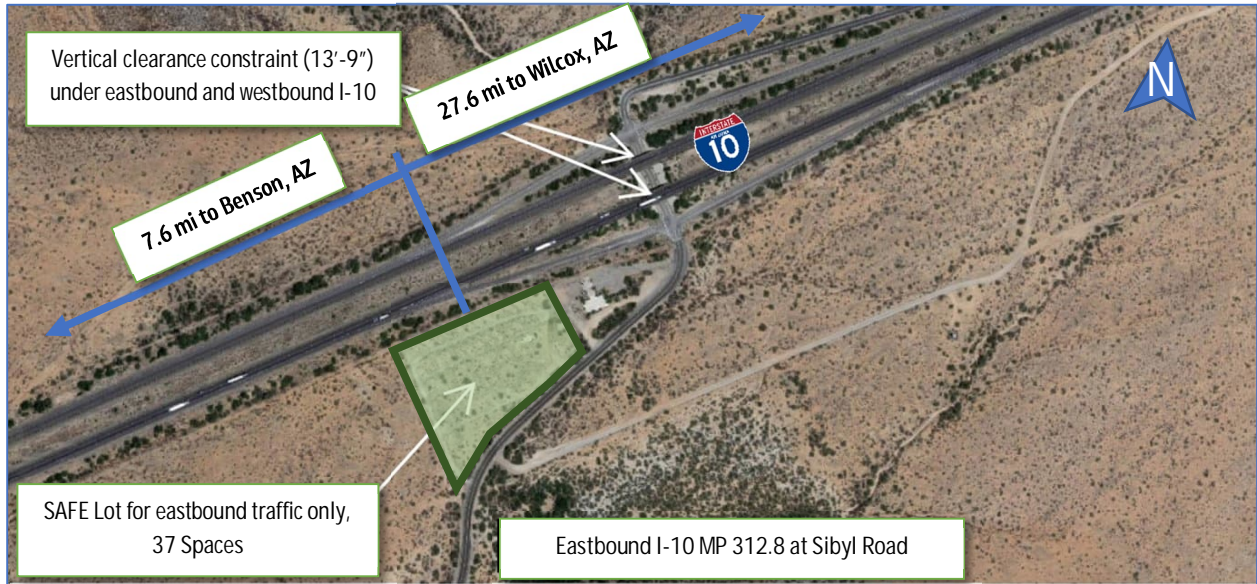 Vertical clearance constraint (13'-9")
under eastbound and westbound I-10
27.6 mi to Wilcox, AZ
N
INTERSTATE
10
7.6 mi to Benson, AZ
SAFE Lot for eastbound traffic only,
37 Spaces
Eastbound I-10 MP 312.8 at Sibyl Road